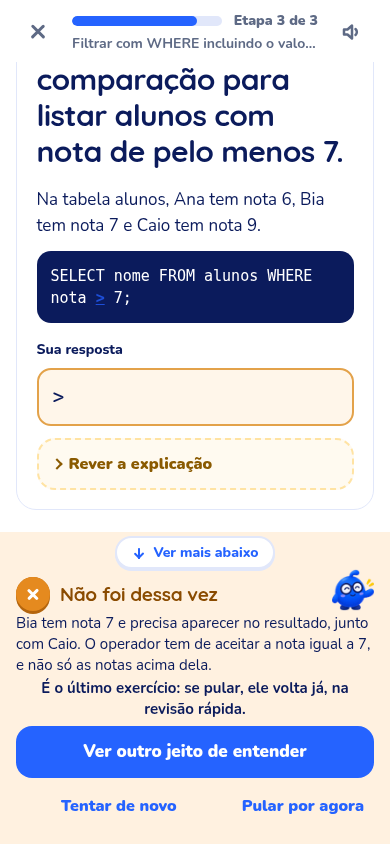 Etapa 3 de 3
Filtrar com WHERE incluindo o valo...
comparação para
listar alunos com
nota de pelo menos 7.
Na tabela alunos, Ana tem nota 6, Bia
tem nota 7 e Caio tem nota 9.
SELECT nome FROM alunos WHERE
nota > 7;
Sua resposta
>
Rever a explicação
Ver mais abaixo
Não foi dessa vez
Bia tem nota 7 e precisa aparecer no resultado, junto
com Caio. O operador tem de aceitar a nota igual a 7,
e não só as notas acima dela.
É o último exercício: se pular, ele volta já, na
revisão rápida.
Ver outro jeito de entender
Tentar de novo
Pular por agora